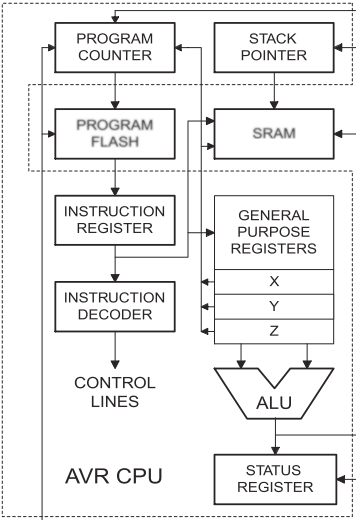 PROGRAM
COUNTER
STACK
POINTER
PROGRAM
FLASH
SRAM
INSTRUCTION
REGISTER
GENERAL
PURPOSE
REGISTERS
X
Y
Z
INSTRUCTION
DECODER
CONTROL
LINES
ALU
AVR CPU
STATUS
REGISTER